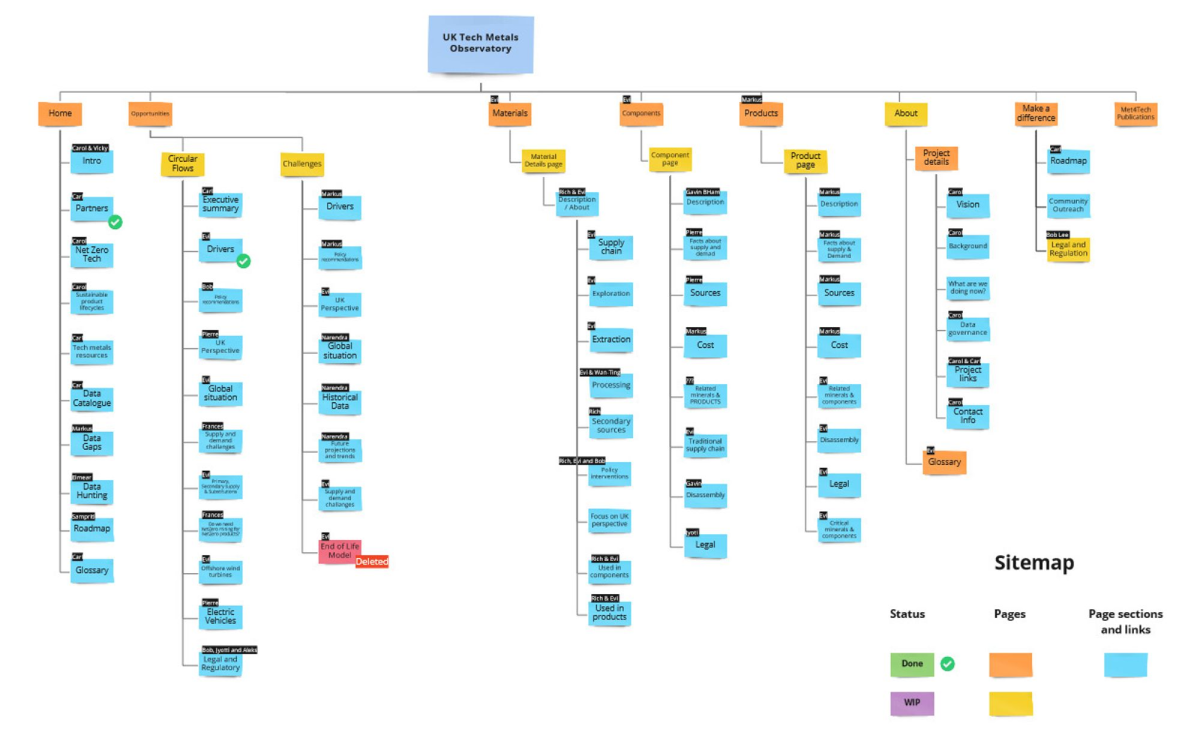 UK Tech Metals
Observatory
Home
Opportunities
Evi
Materials
Evi
Components
Markus
Products
About
Make a
difference
Met4Tech
Publications
Carol & Vicky
Intro
Carl
Partners
Carol
Net Zero
Tech
Carol
Sustainable
product
lifecycles
Carl
Tech metals
resources
Carl
Data
Catalogue
Markus
Data
Gaps
Eimear
Data
Hunting
Sampriti
Roadmap
Carl
Glossary
Circular
Flows
Carl
Executive
summary
Evi
Drivers
Bob
Policy
recommendations
Pierre
UK
Perspective
Evi
Global
situation
Frances
Supply and
demand
challanges
Evi
Primary,
Secondary Supply
Frances
Evi
Offshore wind
turbines
Pierre
Electric
Vehicles
Bob, Jyoti and Aleks
Legal and
Regulatory
Challenges
Markus
Drivers
Markus
Policy
recommendations
Evi
UK
Perspective
Narendra
Global
situation
Narendra
Historical
Data
Narendra
Future
projections
and trends
Evi
Supply and
demand
challanges
Evi
End of Life
Model
Deleted
Material
Details page
Rich & Evi
Description
/ About
Evi
Supply
chain
Evi
Exploration
Evi
Extraction
Evi & Wan-Ting
Processing
Rich
Secondary
sources
Rich, Evi and Bob
Policy
interventions
Focus on UK
perspective
Rich & Evi
Used in
components
Rich & Evi
Used in
products
Component
page
Gavin BHam
Description
Pierre
Facts about
supply and
demad
Pierre
Sources
Markus
Cost
???
Related
minerals &
PRODUCTS
Evi
Traditional
supply chain
Gavin
Disassembly
Jyoti
Legal
Product
page
Markus
Description
Markus
Facts about
supply &
Demand
Markus
Sources
Markus
Cost
Evi
Related
minerals &
components
Evi
Disassembly
Evi
Legal
Evi
Critical
minerals &
components
Project
details
Carol
Vision
Carol
Background
What are we
doing now?
Carol
Data
governance
Carol & Carl
Project
links
Carol
Contact
Info
Evi
Glossary
Carl
Roadmap
Community
Outreach
Bob Lee
Legal and
Regulation
Sitemap
Status
Pages
Page sections
and links
Done
WIP